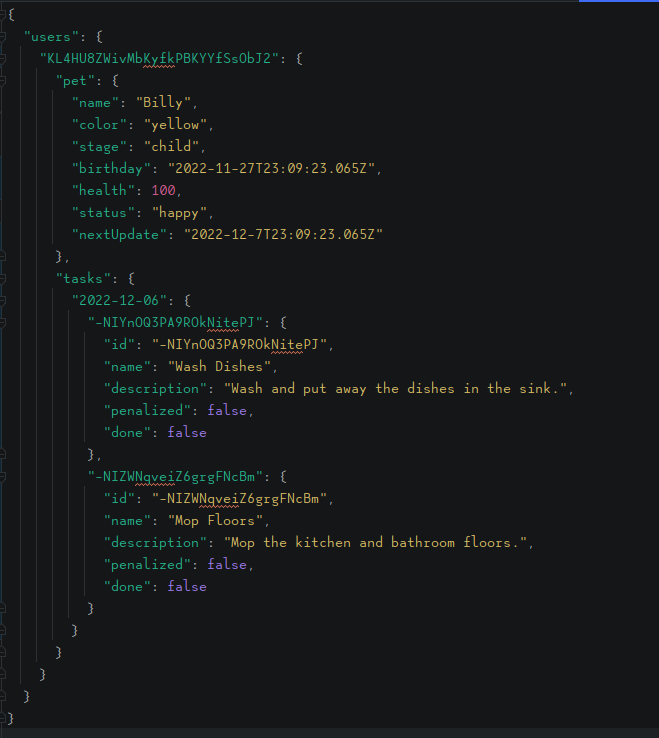 {
  "users": {
    "KL4HU8ZWivMbKyfkPBKYYfSsObJ2": {
      "pet": {
        "name": "Billy",
        "color": "yellow",
        "stage": "child",
        "birthday": "2022-11-27T23:09:23.065Z",
        "health": 100,
        "status": "happy",
        "nextUpdate": "2022-12-7T23:09:23.065Z"
      },
      "tasks": {
        "2022-12-06": {
          "-NIYnOQ3PA9ROkNitePJ": {
            "id": "-NIYnOQ3PA9ROkNitePJ",
            "name": "Wash Dishes",
            "description": "Wash and put away the dishes in the sink.",
            "penalized": false,
            "done": false
          },
          "-NIZWNqveiZ6grgFNcBm": {
            "id": "-NIZWNqveiZ6grgFNcBm",
            "name": "Mop Floors",
            "description": "Mop the kitchen and bathroom floors.",
            "penalized": false,
            "done": false
          }
        }
      }
    }
  }
}